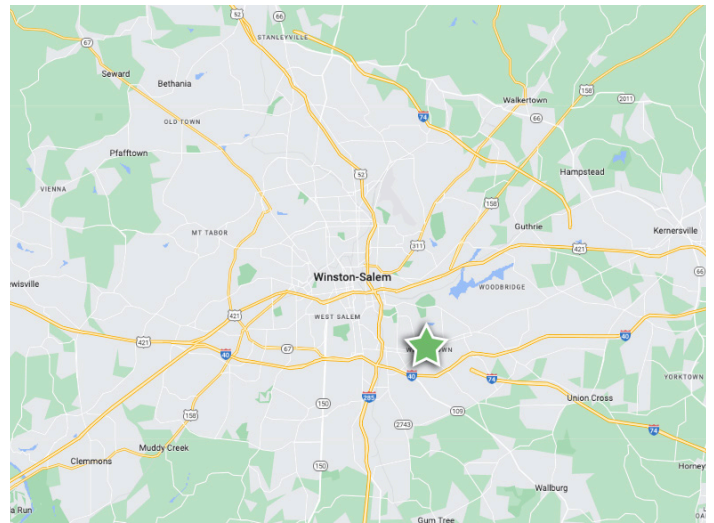 52
66
STANLEYVILLE
67
Seward
Bethania
158
2011
Walkertown
74
66
OLD TOWN
Pfafftown
52
Hampstead
VIENNA
158
MT TABOR
Guthrie
Kernersville
311
421
66
Winston-Salem
WOODBRIDGE
WEST SALEM
421
421
67
40
40
40
74
YORKTOWN
285
Union Cross
150
109
158
2743
74
Muddy Creek
Clemmons
150
Horney
Wallburg
a Run
Gum Tree